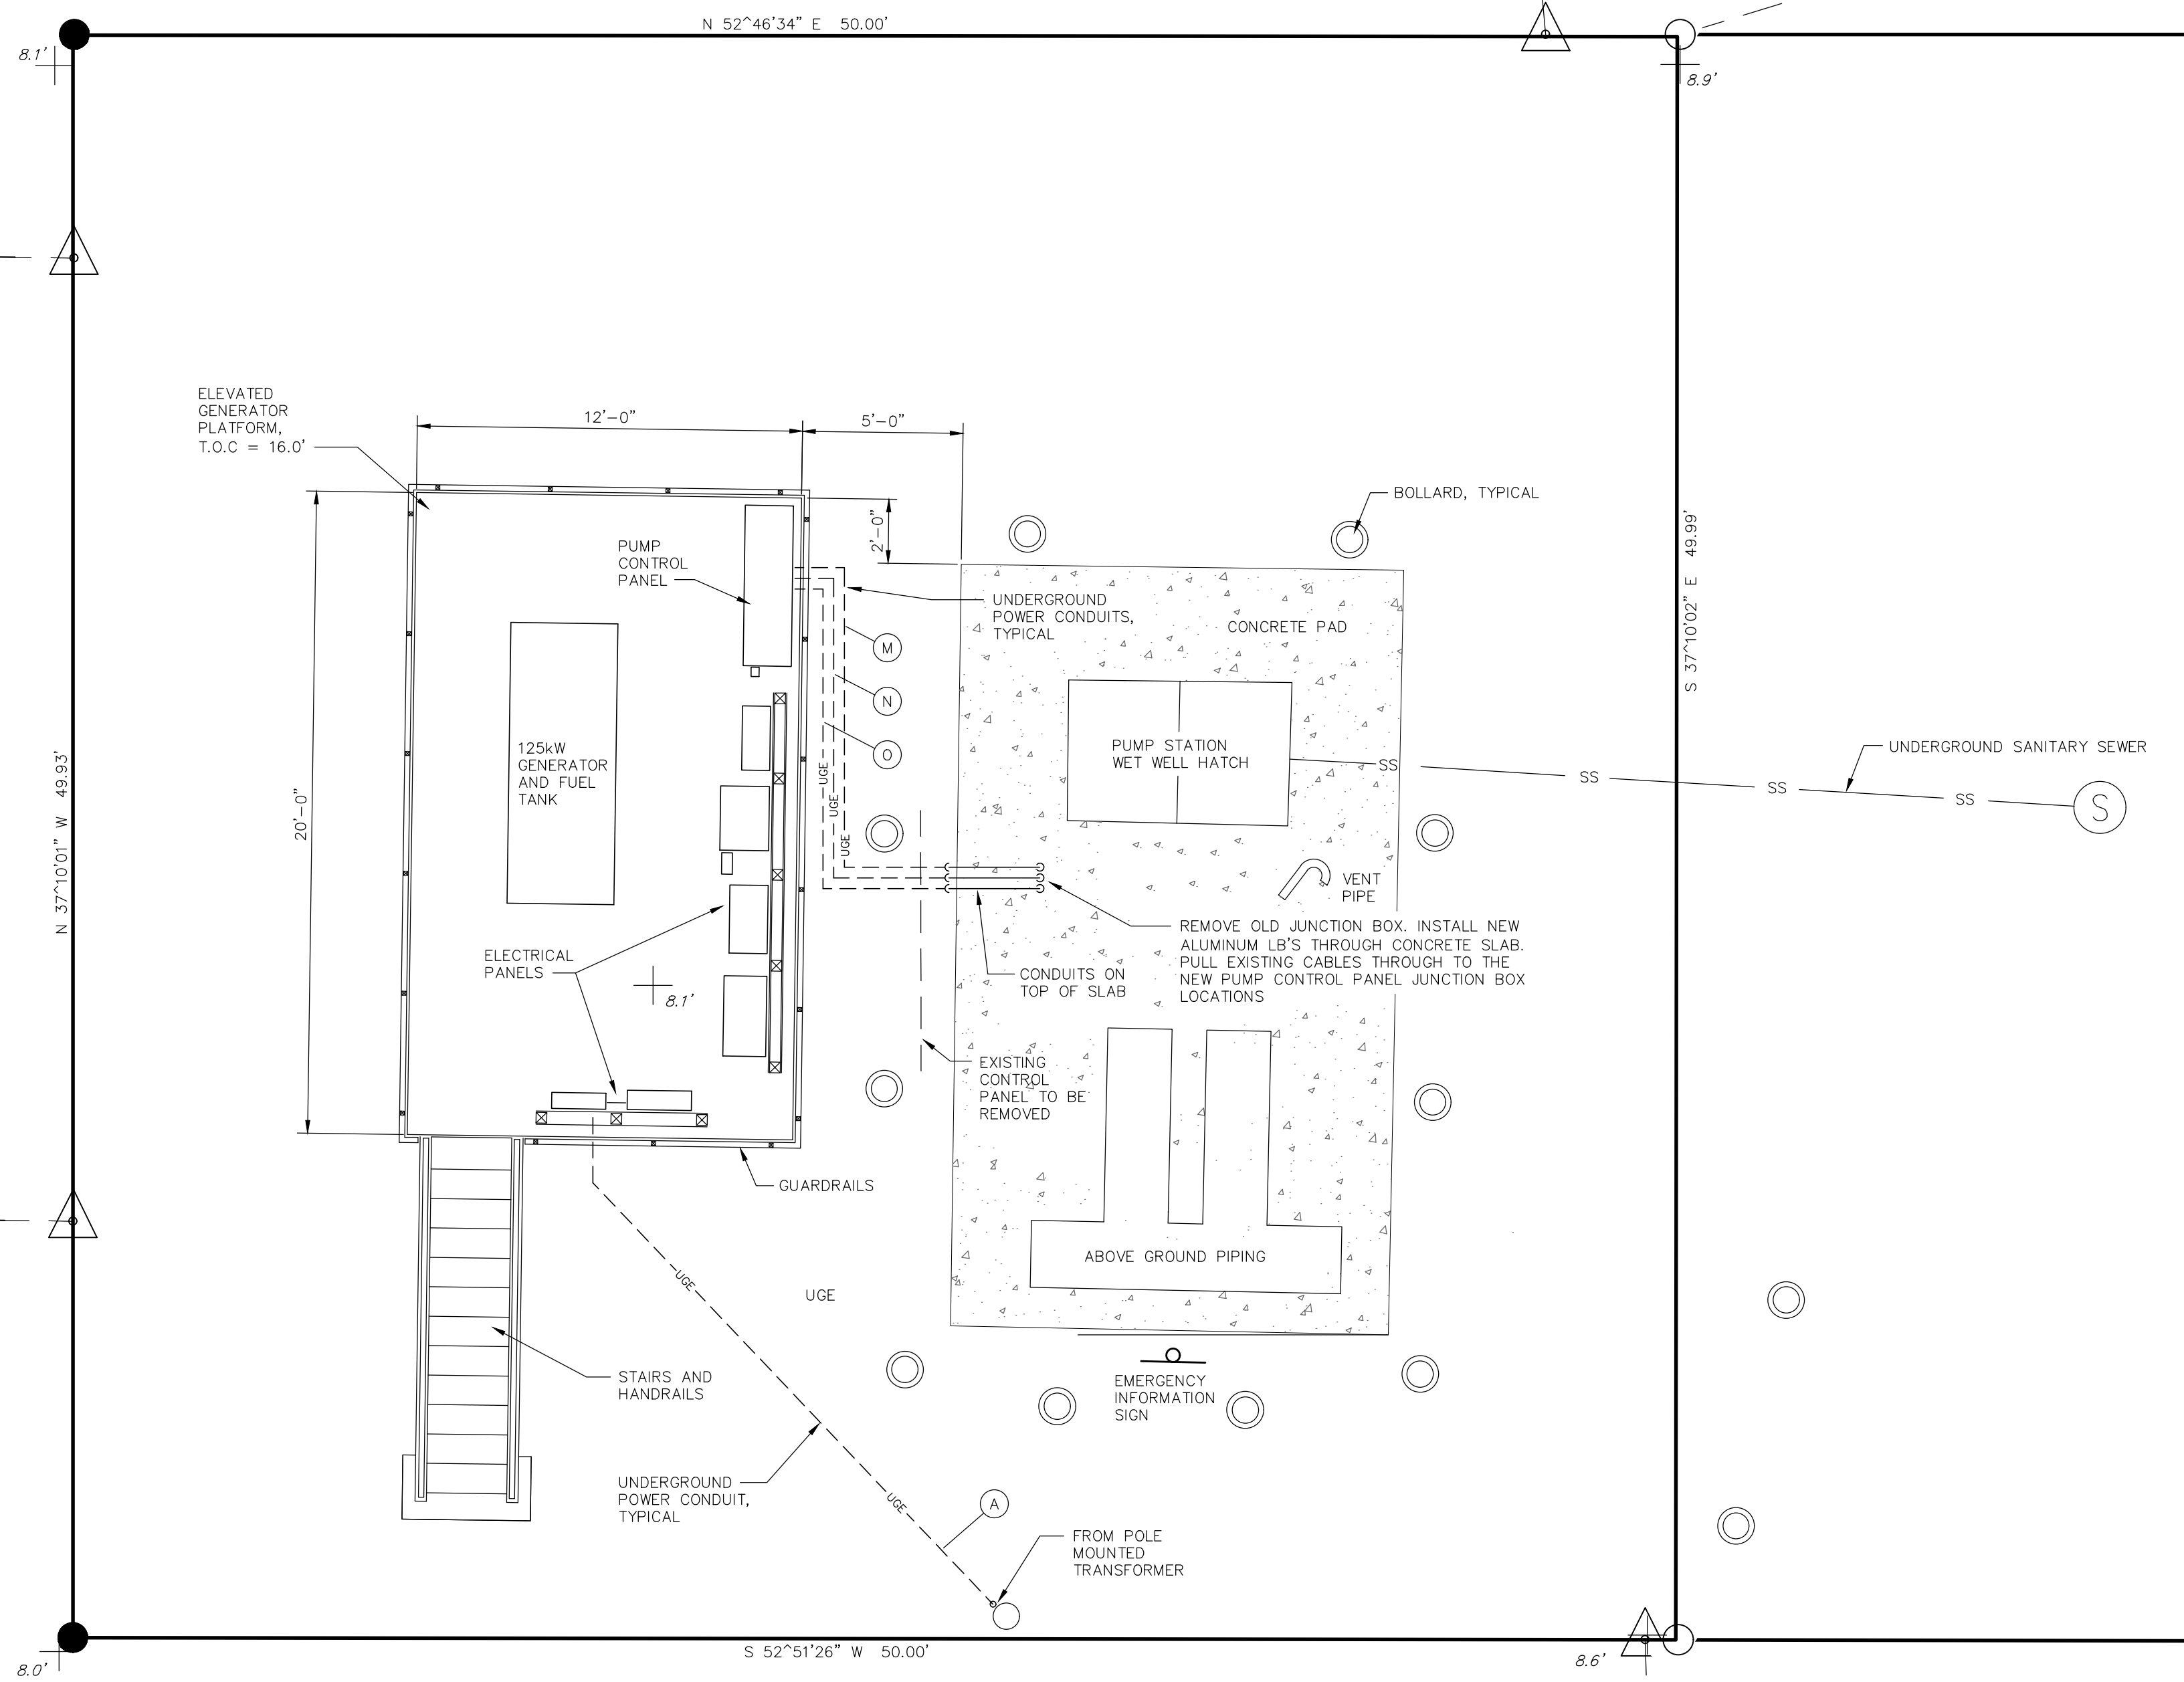 N 52^46'34" E 50.00'
8.1'
8.9'
ELEVATED
GENERATOR
PLATFORM,
T.O.C = 16.0'
12'-0"
5'-0"
2'-0"
20'-0"
N 37^10'01" W 49.93'
S 37^10'02" E 49.99'
BOLLARD, TYPICAL
PUMP
CONTROL
PANEL
UNDERGROUND
POWER CONDUITS,
TYPICAL
CONCRETE PAD
M
N
O
125kW
GENERATOR
AND FUEL
TANK
PUMP STATION
WET WELL HATCH
SS
SS
SS
SS
UNDERGROUND SANITARY SEWER
S
UGE
UGE
UGE
VENT
PIPE
REMOVE OLD JUNCTION BOX. INSTALL NEW
ALUMINUM LB'S THROUGH CONCRETE SLAB.
PULL EXISTING CABLES THROUGH TO THE
NEW PUMP CONTROL PANEL JUNCTION BOX
LOCATIONS
ELECTRICAL
PANELS
8.1'
CONDUITS ON
TOP OF SLAB
EXISTING
CONTROL
PANEL TO BE
REMOVED
GUARDRAILS
ABOVE GROUND PIPING
UGE
UGE
STAIRS AND
HANDRAILS
EMERGENCY
INFORMATION
SIGN
UNDERGROUND
POWER CONDUIT,
TYPICAL
UGE
A
FROM POLE
MOUNTED
TRANSFORMER
S 52^51'26" W 50.00'
8.0'
8.6'